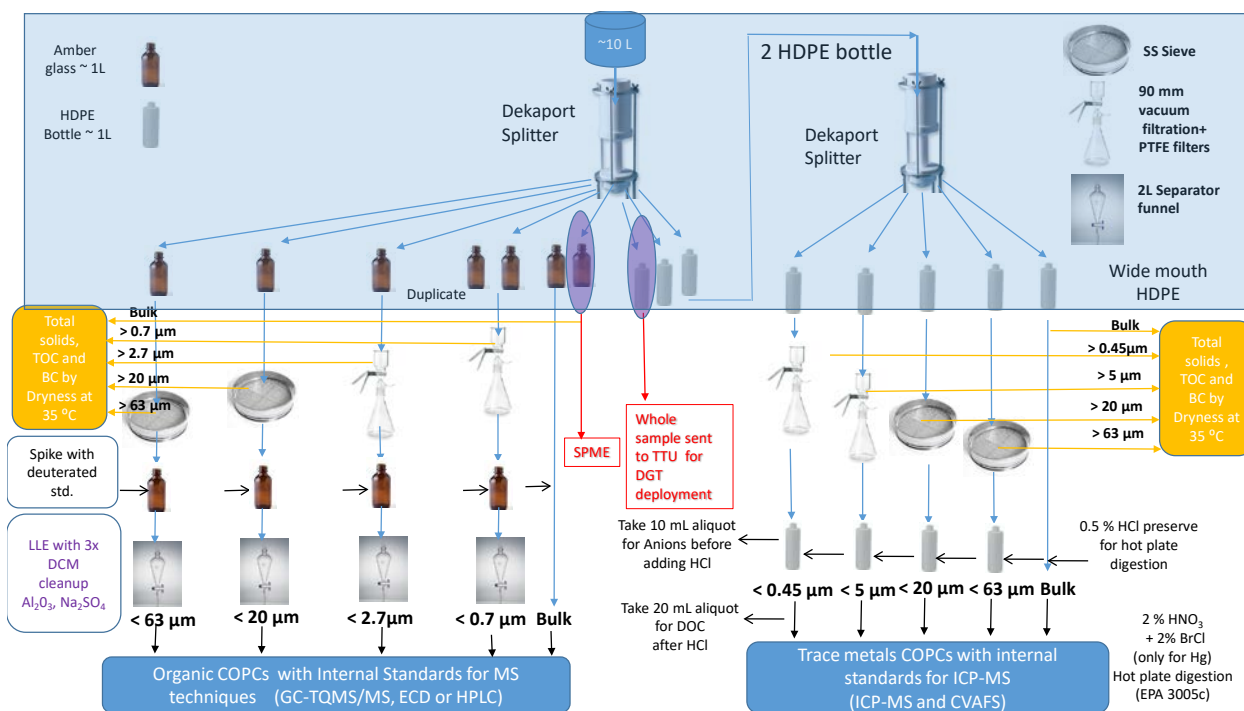 Amber
glass ~ 1L
HDPE
Bottle ~ 1L
~10 L
Dekaport
Splitter
2 HDPE bottle
Dekaport
Splitter
SS Sieve
90 mm
vacuum
filtration+
PTFE filters
2L Separator
funnel
Duplicate
Wide mouth
HDPE
Total
solids,
TOC and
BC by
Dryness at
35 ⁰C
Bulk
> 0.7 µm
> 2.7 µm
> 20 µm
> 63 µm
Spike with
deuterated
std.
LLE with 3x
DCM
cleanup
Al₂0₃, Na₂SO₄
SPME
Whole
sample sent
to TTU for
DGT
deployment
Bulk
> 0.45µm
> 5 µm
> 20 µm
> 63 µm
Total
solids ,
TOC and
BC by
Dryness at
35 ⁰C
Take 10 mL aliquot
for Anions before
adding HCl
0.5 % HCl preserve
for hot plate
digestion
< 63 µm
< 20 µm
< 2.7µm
< 0.7 µm
Bulk
< 0.45 µm
< 5 µm
< 20 µm
< 63 µm
Bulk
Take 20 mL aliquot
for DOC
after HCl
2 % HNO₃
+ 2% BrCl
(only for Hg)
Hot plate digestion
(EPA 3005c)
Organic COPCs with Internal Standards for MS
techniques (GC-TQMS/MS, ECD or HPLC)
Trace metals COPCs with internal
standards for ICP-MS
(ICP-MS and CVAFS)